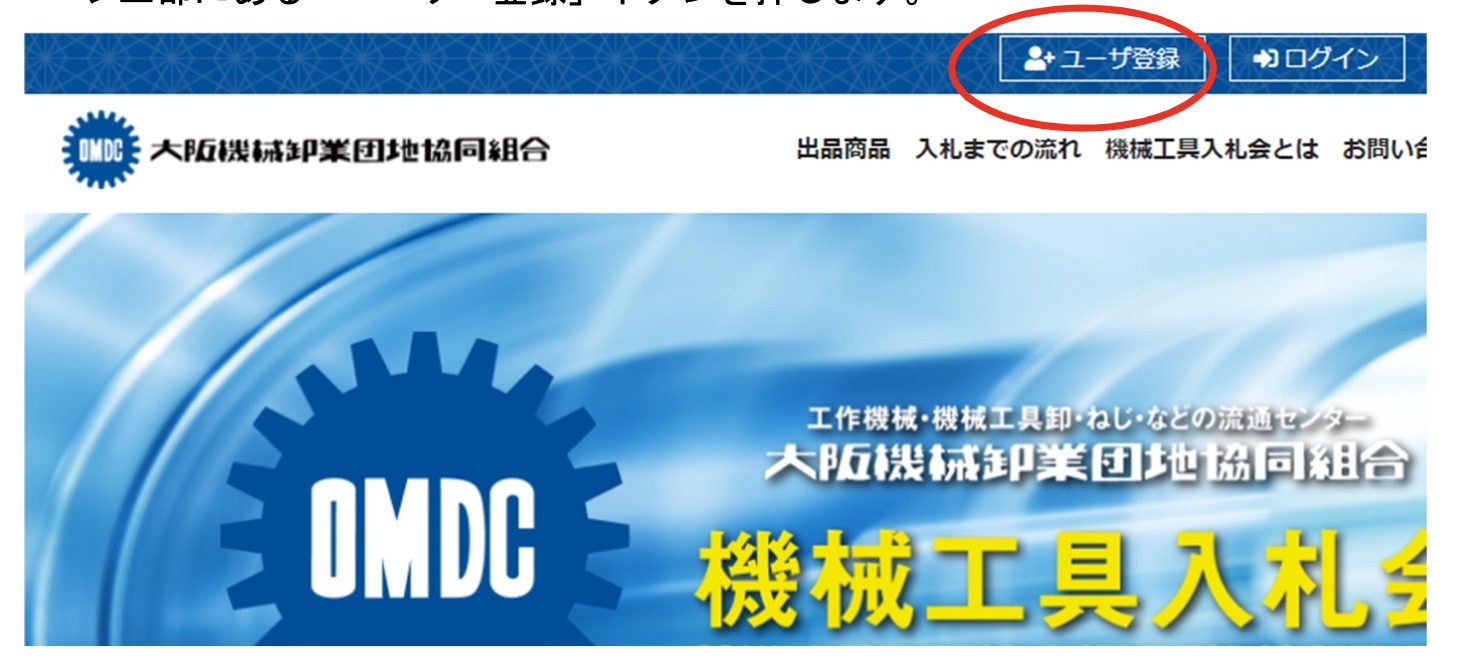 ユーザ登録
ログイン
OMDC
大阪機械卸業団地協同組合
出品商品 入札までの流れ 機械工具入札会とは お問い合
工作機械・機械工具卸・ねじ・などの流通センター
大阪機械卸業団地協同組合
OMDC
機械工具入札会